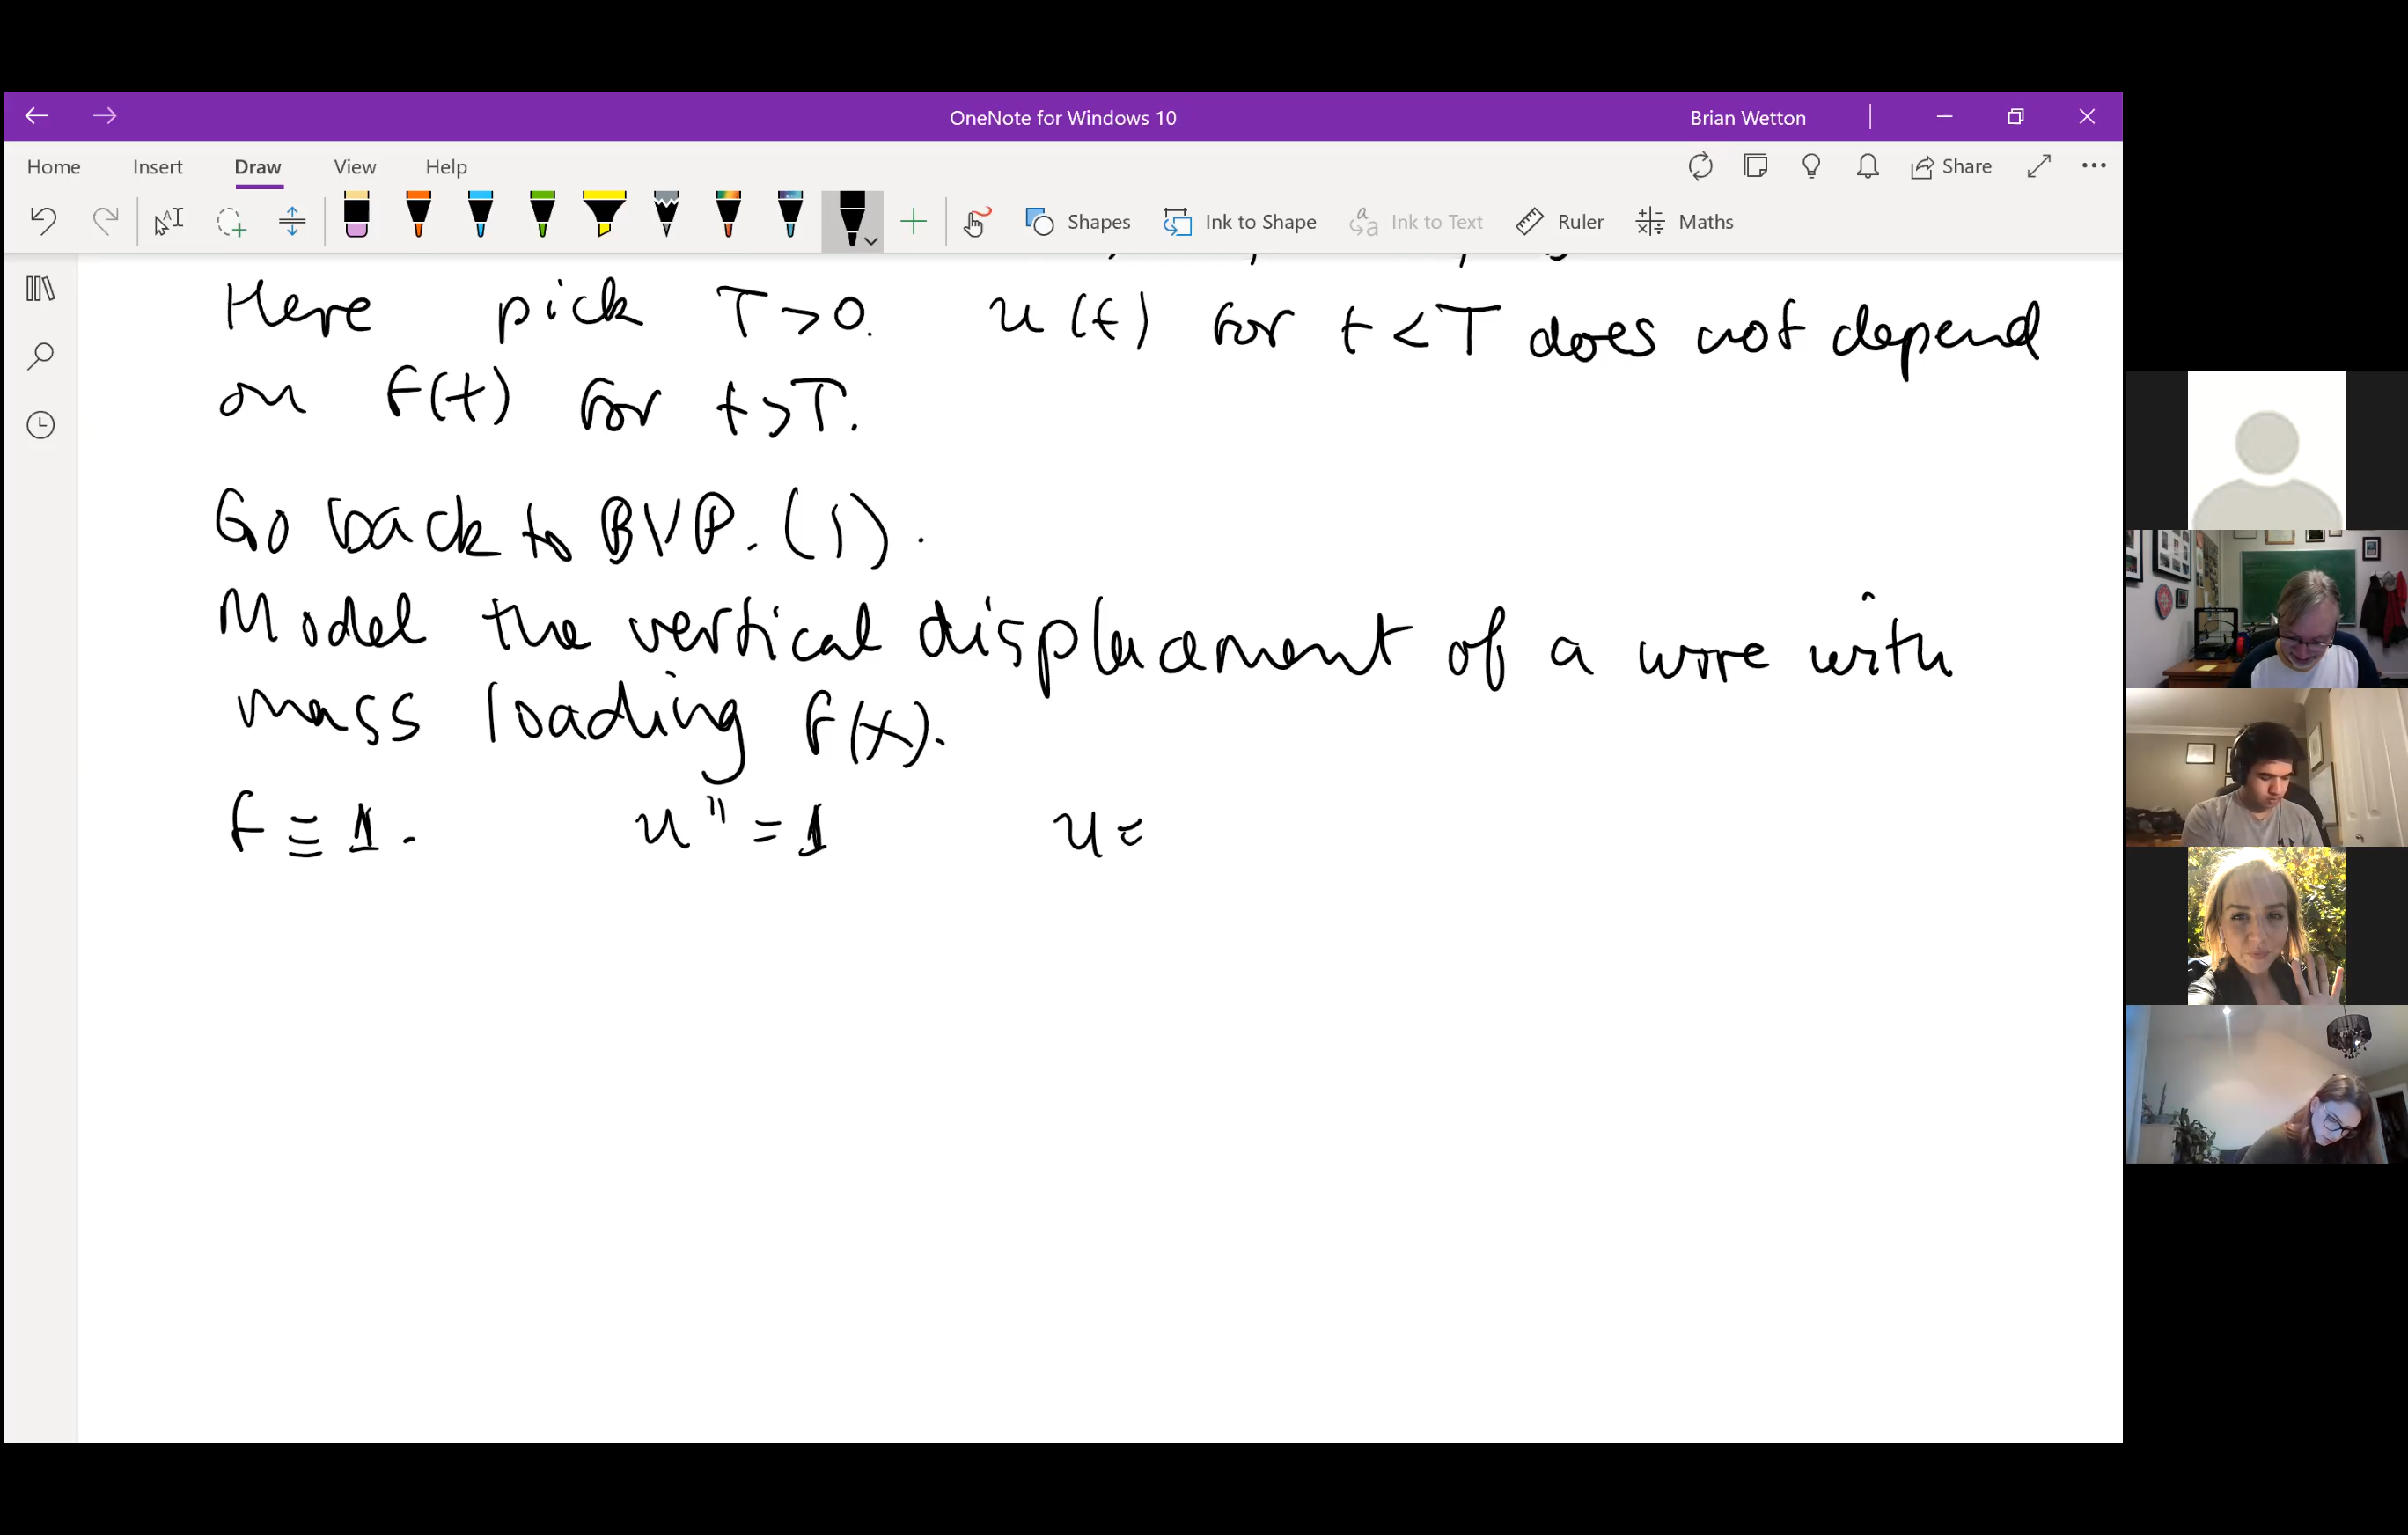 OneNote for Windows 10
Brian Wetton
Home Insert Draw View Help
Share
Shapes Ink to Shape Ink to Text Ruler Maths
Here pick T>0. u(t) for t<T does not depend
on f(t) for t>T.
Go back to BVP. (1).
Model the vertical displacement of a wire with
mass loading f(x).
f ≡ 1. u" = 1 u =